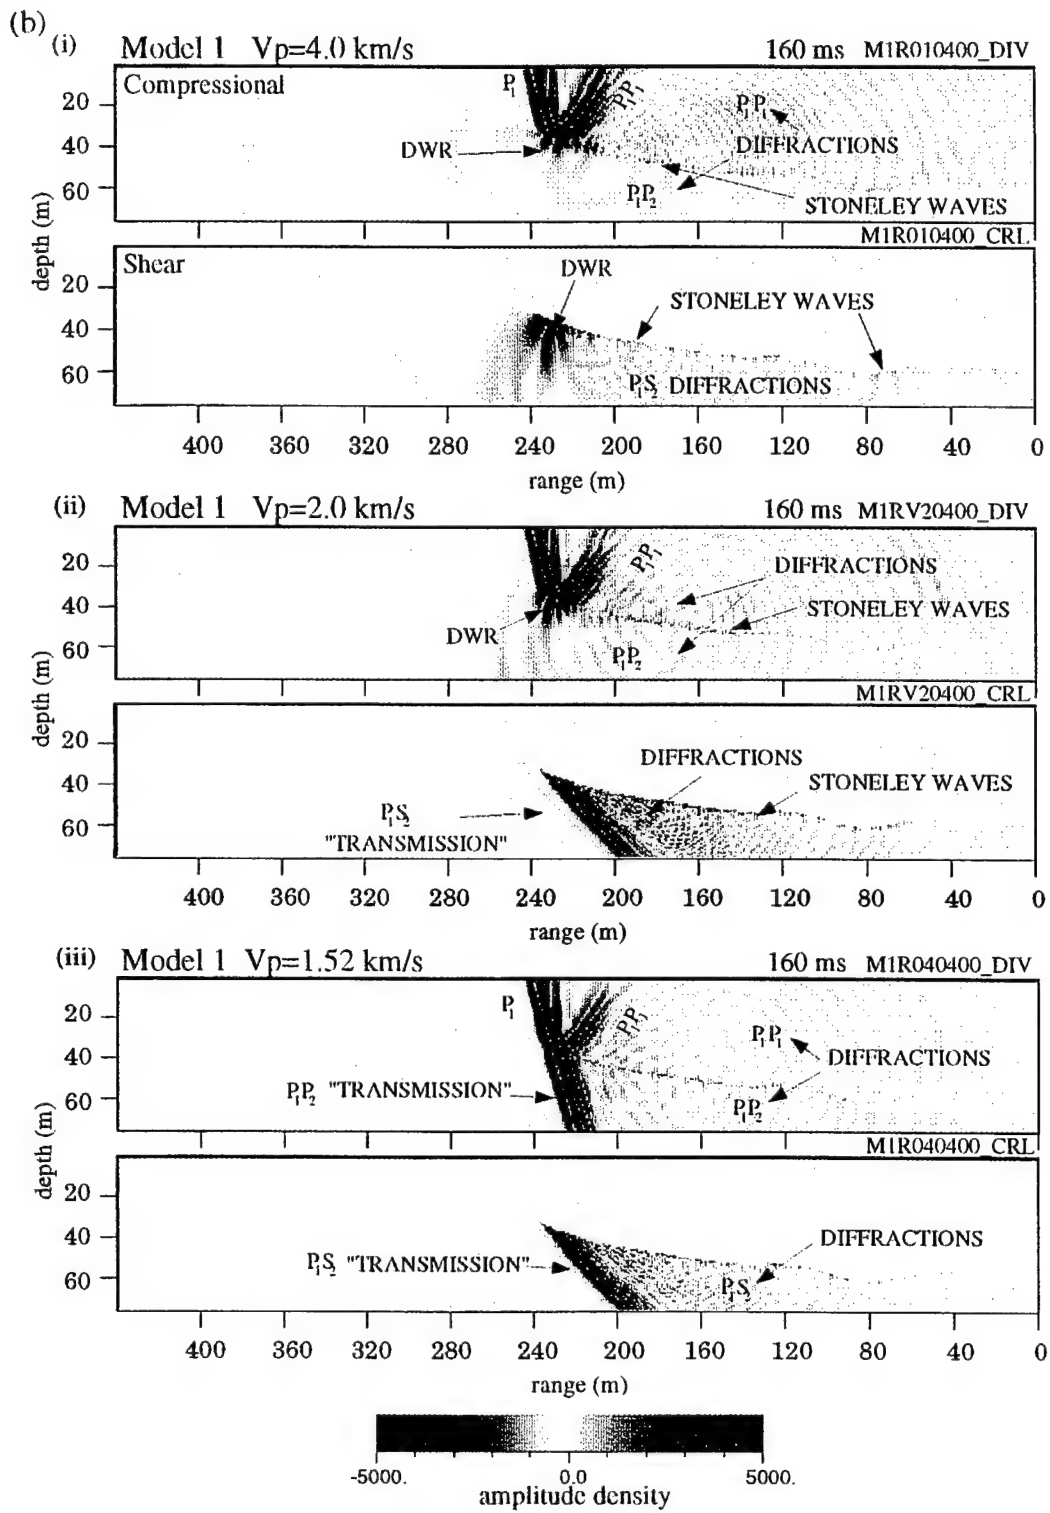 (b)
(i) Model 1 Vp=4.0 km/s 160 ms M1R010400_DIV
Compressional
P1
P1P1
P1P1
DWR
DIFFRACTIONS
P1P2
STONELEY WAVES
20
40
60
depth (m)
M1R010400_CRL
Shear
DWR
STONELEY WAVES
P1S2 DIFFRACTIONS
20
40
60
400 360 320 280 240 200 160 120 80 40 0
range (m)
(ii) Model 1 Vp=2.0 km/s 160 ms M1RV20400_DIV
P1P1
DIFFRACTIONS
STONELEY WAVES
DWR
P1P2
20
40
60
depth (m)
M1RV20400_CRL
DIFFRACTIONS
STONELEY WAVES
P1S2
"TRANSMISSION"
20
40
60
400 360 320 280 240 200 160 120 80 40 0
range (m)
(iii) Model 1 Vp=1.52 km/s 160 ms M1R040400_DIV
P1
P1P1
P1P1
DIFFRACTIONS
P1P2 "TRANSMISSION"
P1P2
20
40
60
depth (m)
M1R040400_CRL
DIFFRACTIONS
P1S2 "TRANSMISSION"
P1S2
20
40
60
400 360 320 280 240 200 160 120 80 40 0
range (m)
-5000. 0.0 5000.
amplitude density